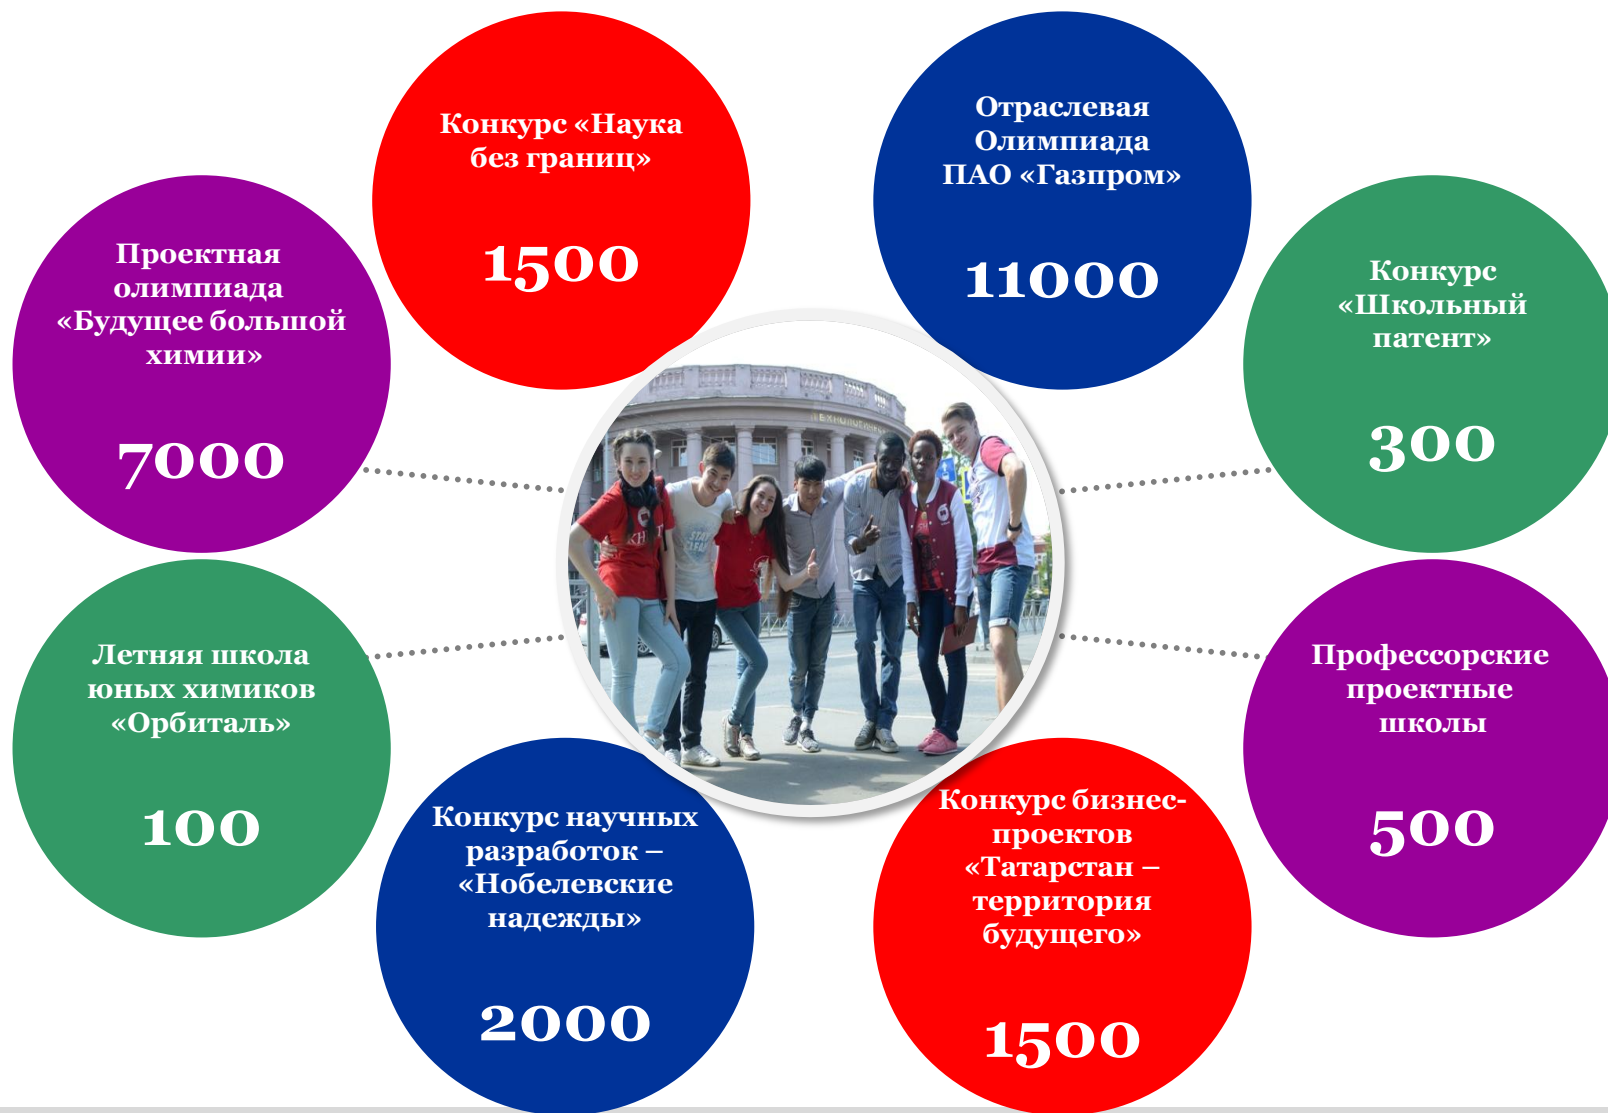 Конкурс «Наука
без границ»
1500
Отраслевая
Олимпиада
ПАО «Газпром»
11000
Проектная
олимпиада
«Будущее большой
химии»
7000
Конкурс
«Школьный
патент»
300
Летняя школа
юных химиков
«Орбиталь»
100
Профессорские
проектные
школы
500
Конкурс научных
разработок –
«Нобелевские
надежды»
2000
Конкурс бизнес-
проектов
«Татарстан –
территория
будущего»
1500
STAY